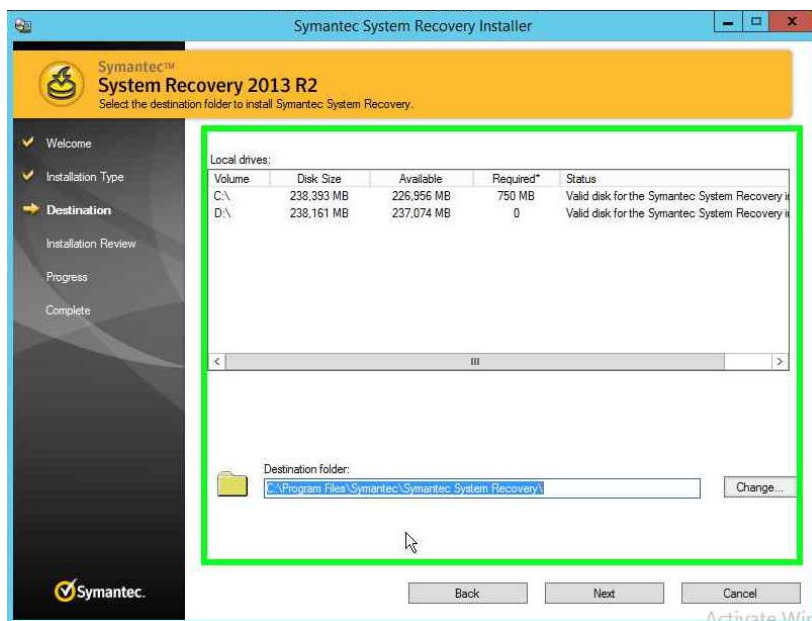 Symantec System Recovery Installer
Symantec™
System Recovery 2013 R2
Select the destination folder to install Symantec System Recovery.
Welcome
Installation Type
Destination
Installation Review
Progress
Complete
Local drives:
Volume Disk Size Available Required* Status
C:\ 238,393 MB 226,956 MB 750 MB Valid disk for the Symantec System Recovery
D:\ 238,161 MB 237,074 MB 0 Valid disk for the Symantec System Recovery
Destination folder:
C:\Program Files\Symantec\Symantec System Recovery\
Change...
Symantec.
Back Next Cancel
Activate Win